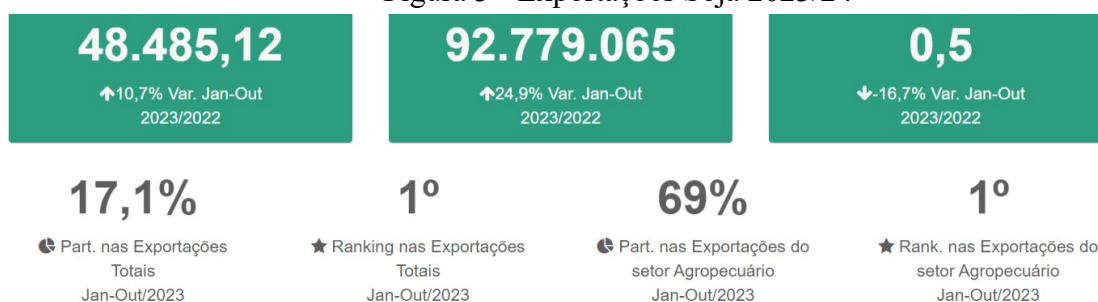 48.485,12
↑10,7% Var. Jan-Out
2023/2022
92.779.065
↑24,9% Var. Jan-Out
2023/2022
0,5
↓-16,7% Var. Jan-Out
2023/2022
17,1%
Part. nas Exportações
Totais
Jan-Out/2023
1º
Ranking nas Exportações
Totais
Jan-Out/2023
69%
Part. nas Exportações do
setor Agropecuário
Jan-Out/2023
1º
Rank. nas Exportações do
setor Agropecuário
Jan-Out/2023